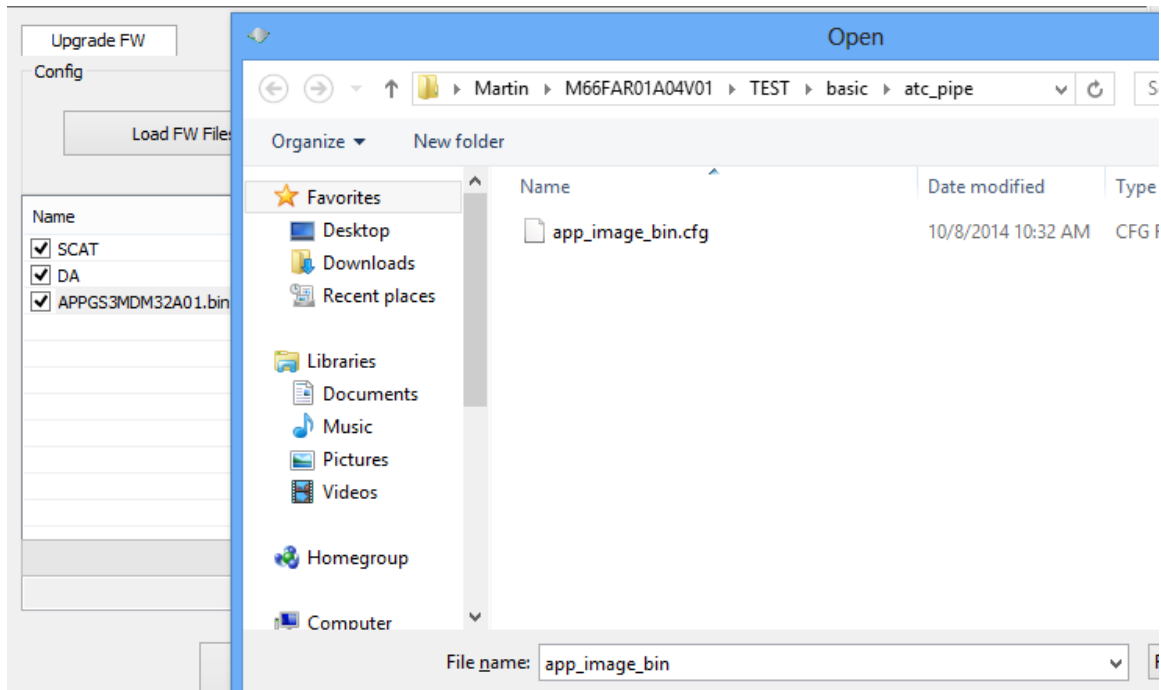 Upgrade FW
Config
Load FW Files
Name
SCAT
DA
APPGS3MDM32A01.bin
Open
Martin M66FAR01A04V01 TEST basic atc_pipe
S
Organize New folder
Name Date modified Type
app_image_bin.cfg 10/8/2014 10:32 AM CFG F
Favorites
Desktop
Downloads
Recent places
Libraries
Documents
Music
Pictures
Videos
Homegroup
Computer
File name: app_image_bin